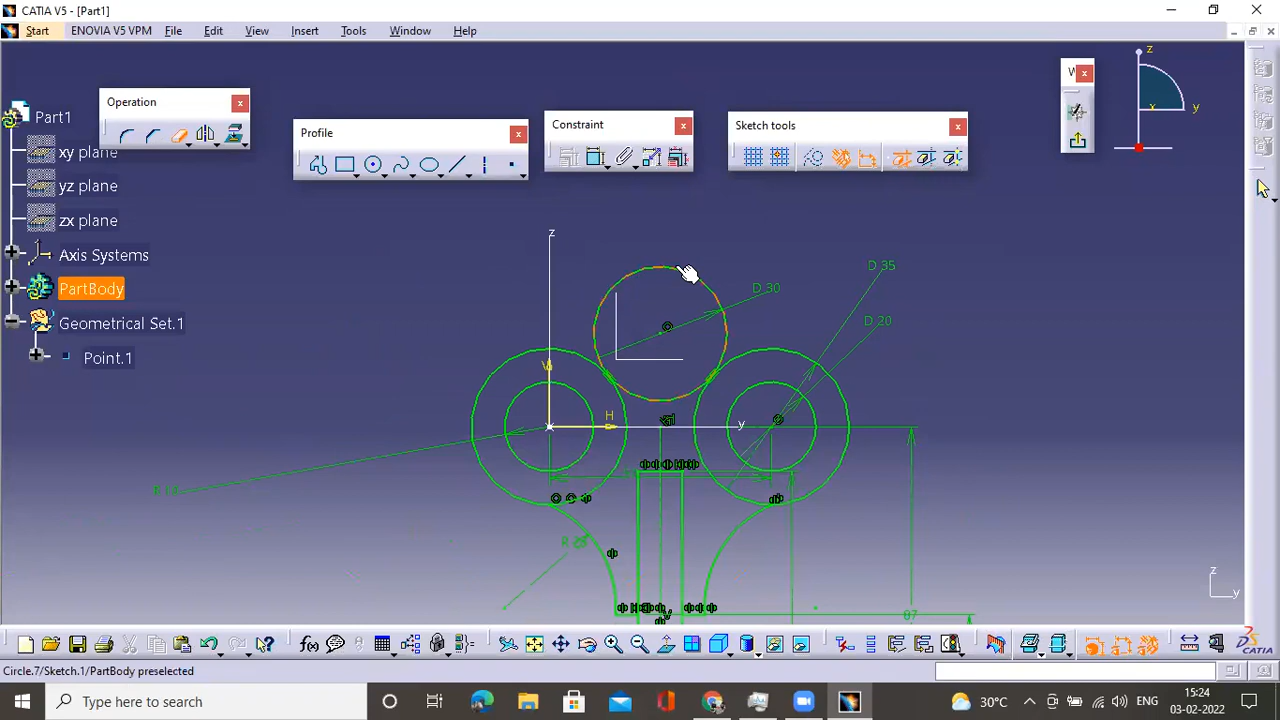 CATIA V5 - [Part1]
Start ENOVIA V5 VPM File Edit View Insert Tools Window Help
Operation x
Profile x
Constraint x
Sketch tools x
W x
z
x
y
Part1
xy plane
yz plane
zx plane
Axis Systems
PartBody
Geometrical Set.1
Point.1
z
D 35
D 30
D 20
V
H
y
z
y
Circle.7/Sketch.1/PartBody preselected
CATIA
Type here to search
30°C
ENG
15:24
03-02-2022